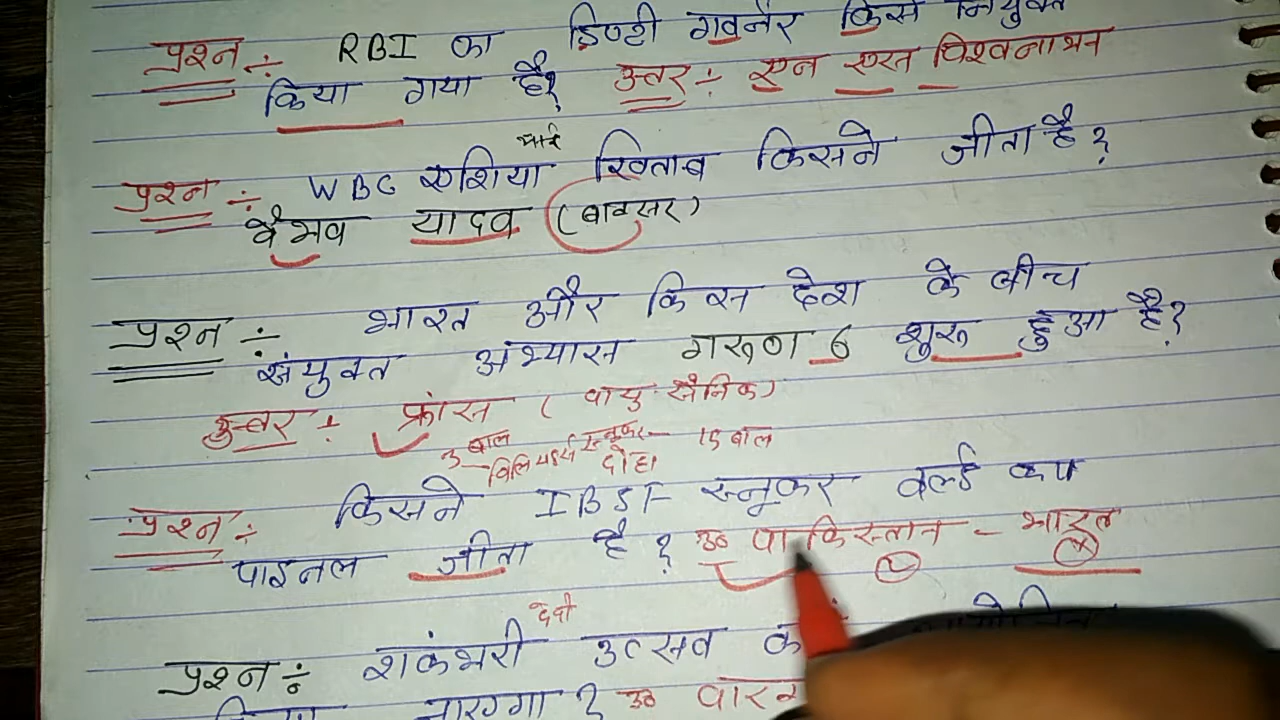 प्रश्न ÷ RBI का डिप्टी गवर्नर किसे नियुक्त
किया गया है? उत्तर ÷ एन एस विश्वनाथन
प्रश्न ÷ WBC एशिया खिताब किसने जीता है?
वैभव यादव (बाक्सर)
प्रश्न ÷ भारत और किस देश के बीच
संयुक्त अभ्यास गरूण 6 शुरू हुआ है?
उत्तर ÷ फ्रांस ( वायु सैनिक)
3 बाल
स्नूकर — 15 बाल
दोहा
प्रश्न ÷ किसने IBSF स्नूकर वर्ल्ड कप
फाइनल जीता है? उ० पाकिस्तान - भारत
देवी
प्रश्न ÷ शकंभरी उत्सव